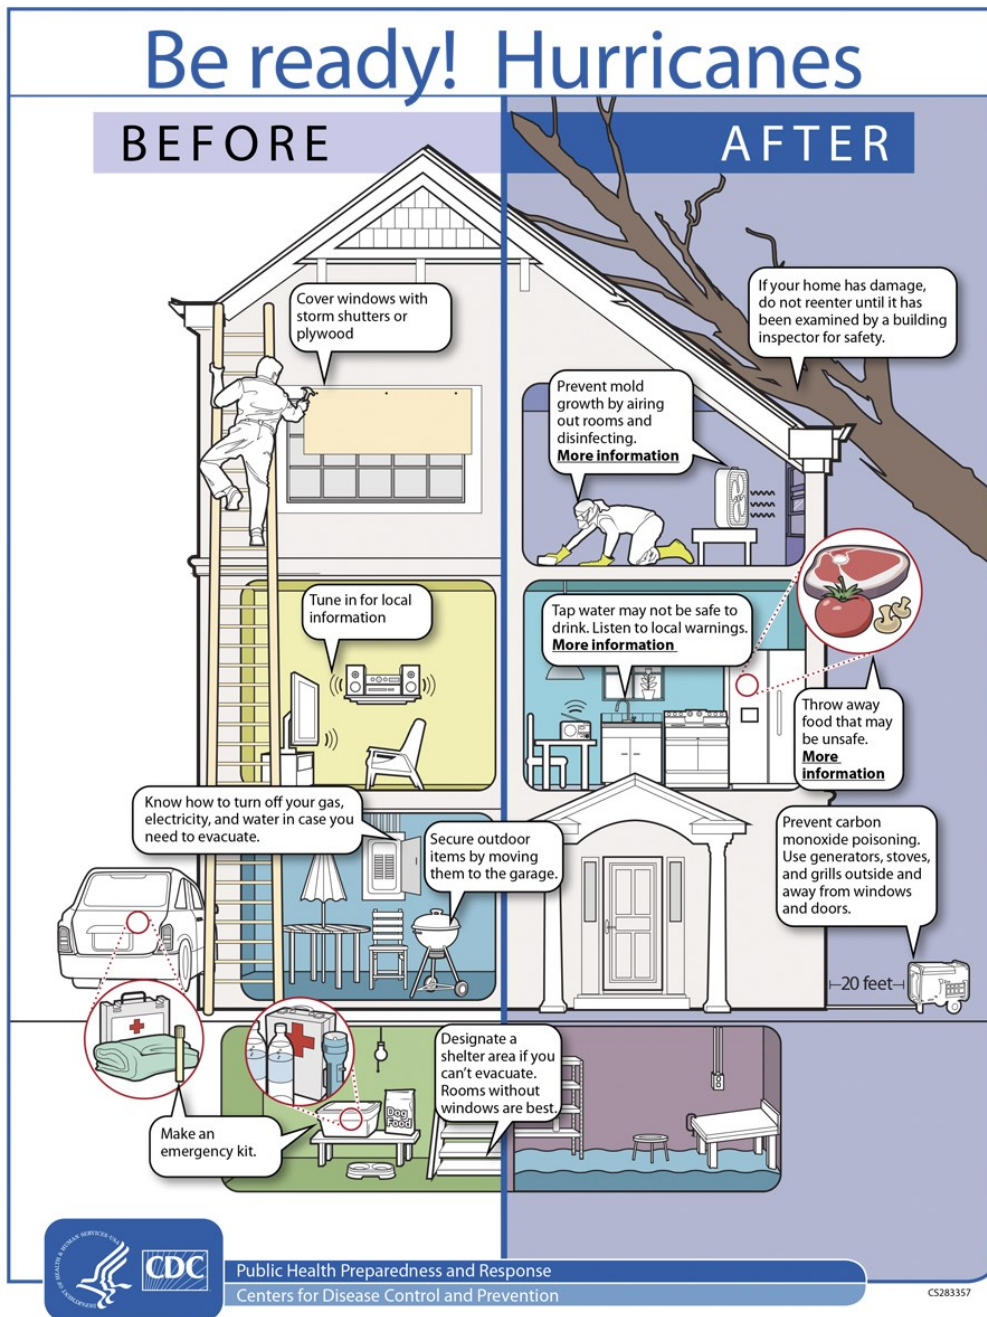 Be ready! Hurricanes
BEFORE
AFTER
Cover windows with
storm shutters or
plywood
If your home has damage,
do not reenter until it has
been examined by a building
inspector for safety.
Prevent mold
growth by airing
out rooms and
disinfecting.
More information
Tune in for local
information
Tap water may not be safe to
drink. Listen to local warnings.
More information
Throw away
food that may
be unsafe.
More
information
Know how to turn off your gas,
electricity, and water in case you
need to evacuate.
Secure outdoor
items by moving
them to the garage.
Prevent carbon
monoxide poisoning.
Use generators, stoves,
and grills outside and
away from windows
and doors.
20 feet
Designate a
shelter area if you
can't evacuate.
Rooms without
windows are best.
Dog
Food
Make an
emergency kit.
DEPARTMENT OF HEALTH & HUMAN SERVICES·USA
CDC
Public Health Preparedness and Response
Centers for Disease Control and Prevention
CS283357